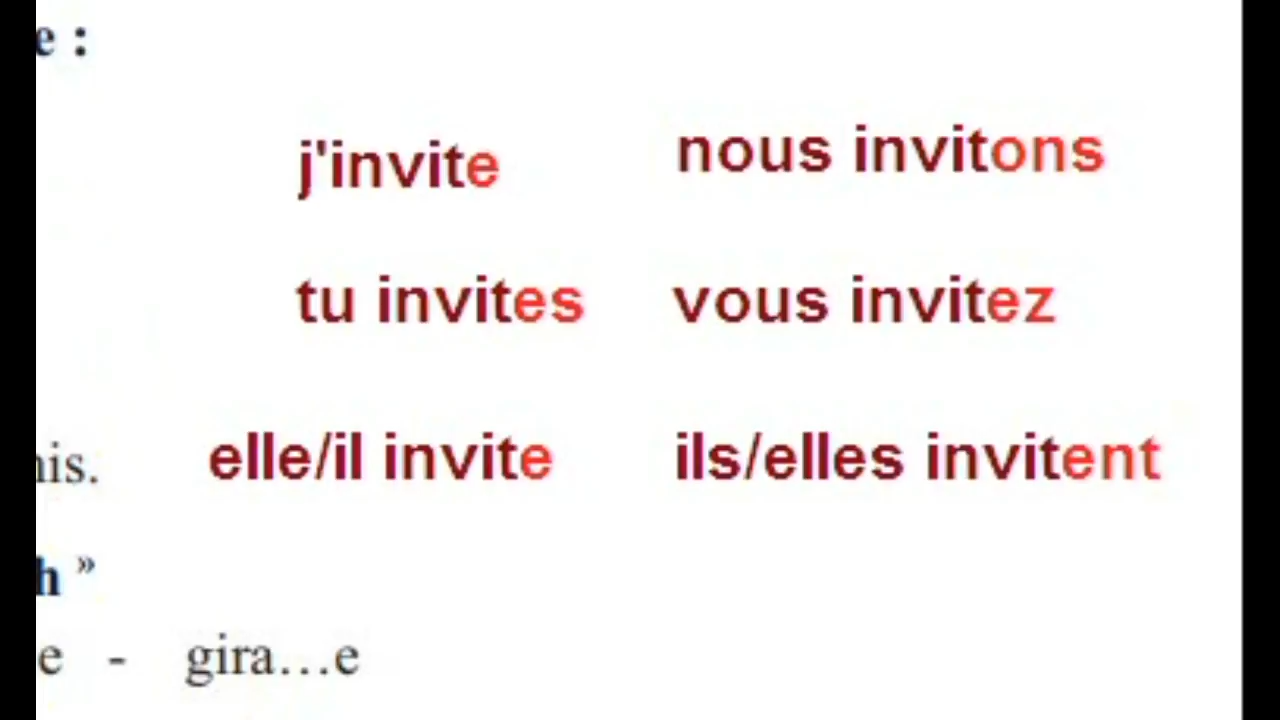 e :
j'invite nous invitons
tu invites vous invitez
is.
elle/il invite ils/elles invitent
h »
e - gira…e